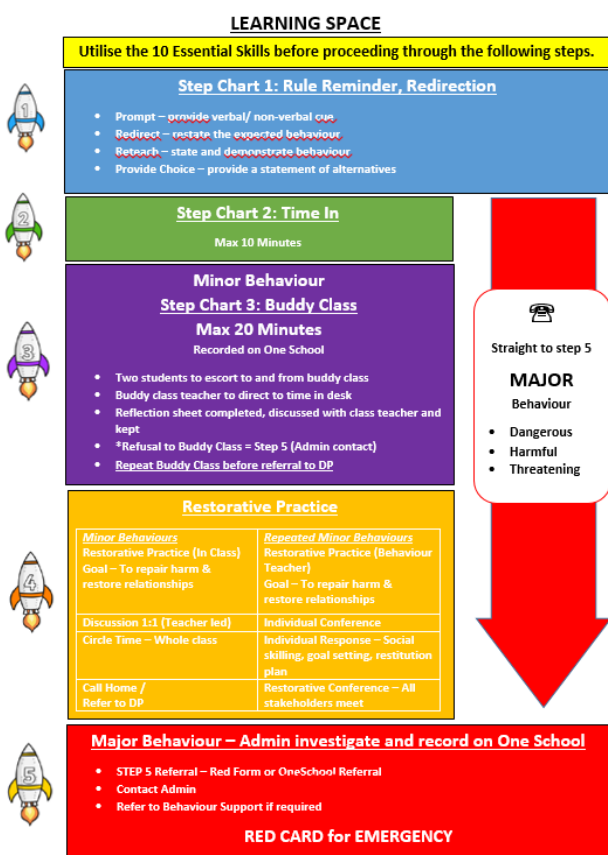 LEARNING SPACE
Utilise the 10 Essential Skills before proceeding through the following steps.
1
Step Chart 1: Rule Reminder, Redirection
• Prompt – provide verbal/ non-verbal cue
• Redirect – restate the expected behaviour
• Reteach – state and demonstrate behaviour
• Provide Choice – provide a statement of alternatives
2
Step Chart 2: Time In
Max 10 Minutes
3
Minor Behaviour
Step Chart 3: Buddy Class
Max 20 Minutes
Recorded on One School
• Two students to escort to and from buddy class
• Buddy class teacher to direct to time in desk
• Reflection sheet completed, discussed with class teacher and
kept
• *Refusal to Buddy Class = Step 5 (Admin contact)
• Repeat Buddy Class before referral to DP
Straight to step 5
MAJOR
Behaviour
• Dangerous
• Harmful
• Threatening
4
Restorative Practice
Minor Behaviours
Restorative Practice (In Class)
Goal – To repair harm &
restore relationships
Repeated Minor Behaviours
Restorative Practice (Behaviour
Teacher)
Goal – To repair harm &
restore relationships
Discussion 1:1 (Teacher led)
Individual Conference
Circle Time – Whole class
Individual Response – Social
skilling, goal setting, restitution
plan
Call Home /
Refer to DP
Restorative Conference – All
stakeholders meet
5
Major Behaviour – Admin investigate and record on One School
• STEP 5 Referral – Red Form or OneSchool Referral
• Contact Admin
• Refer to Behaviour Support if required
RED CARD for EMERGENCY